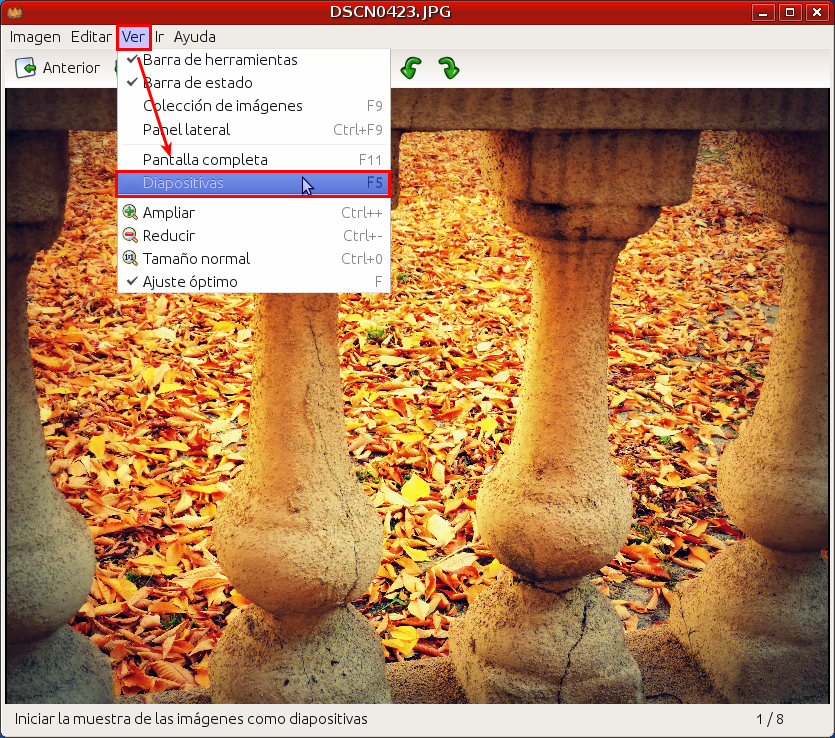 DSCN0423.JPG
Imagen Editar Ver Ir Ayuda
Anterior
Barra de herramientas
Barra de estado
Colección de imágenes F9
Panel lateral Ctrl+F9
Pantalla completa F11
Diapositivas F5
Ampliar Ctrl++
Reducir Ctrl+-
Tamaño normal Ctrl+0
Ajuste óptimo F
Iniciar la muestra de las imágenes como diapositivas 1 / 8